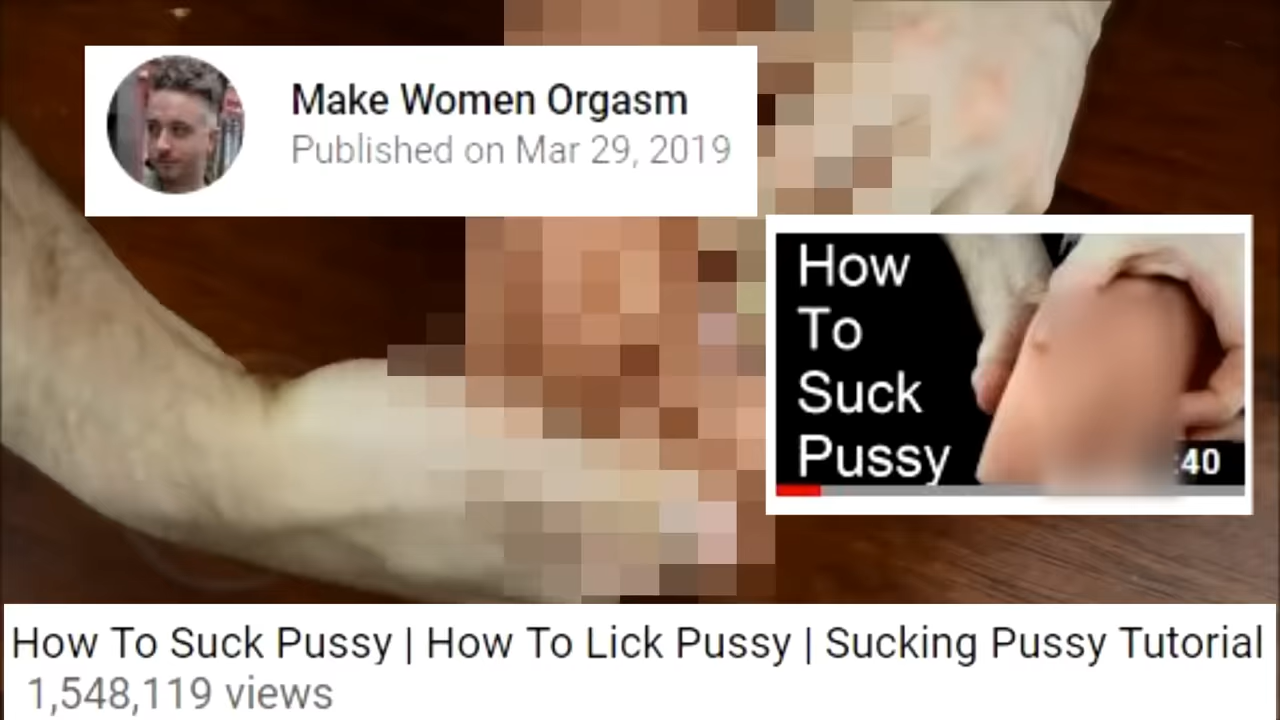 Make Women Orgasm
Published on Mar 29, 2019
How
To
Suck
Pussy
:40
How To Suck Pussy | How To Lick Pussy | Sucking Pussy Tutorial
1,548,119 views